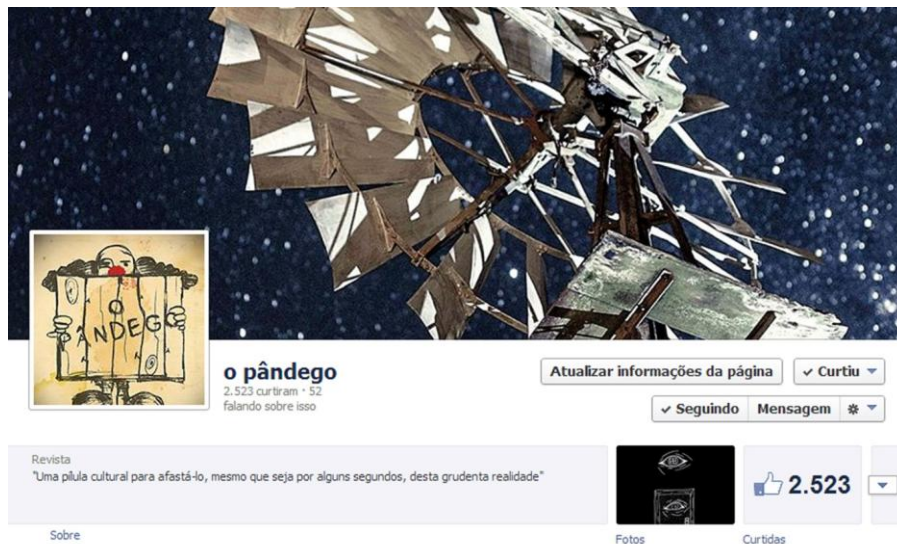 O
PÂNDEGO
o pândego
2.523 curtiram · 52
falando sobre isso
Atualizar informações da página
Curtiu
Seguindo Mensagem
Revista
"Uma pílula cultural para afastá-lo, mesmo que seja por alguns segundos, desta grudenta realidade"
2.523
Sobre
Fotos
Curtidas